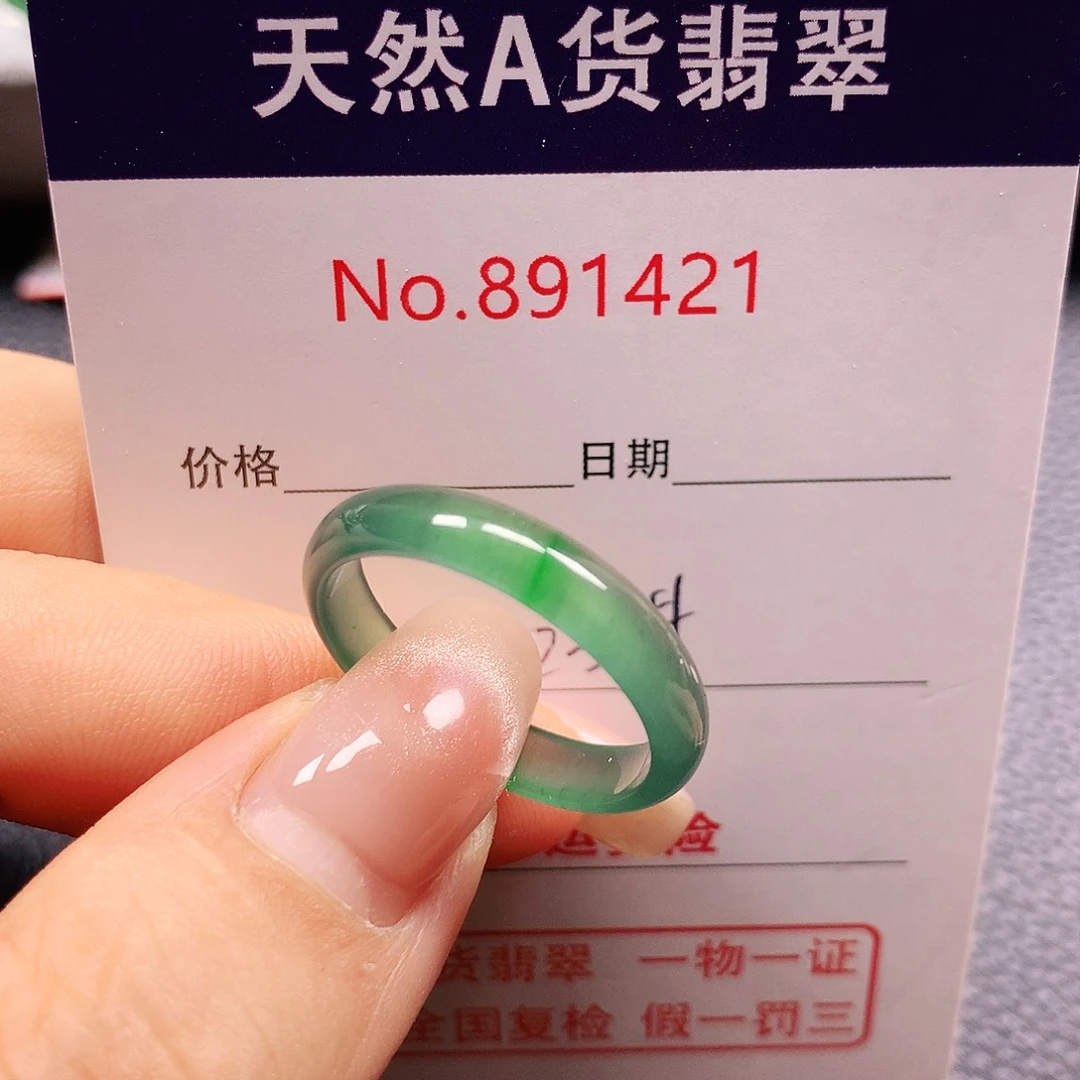 天然A货翡翠
No.891421
价格 日期
险
货翡翠 一物一证
全国复检 假一罚三